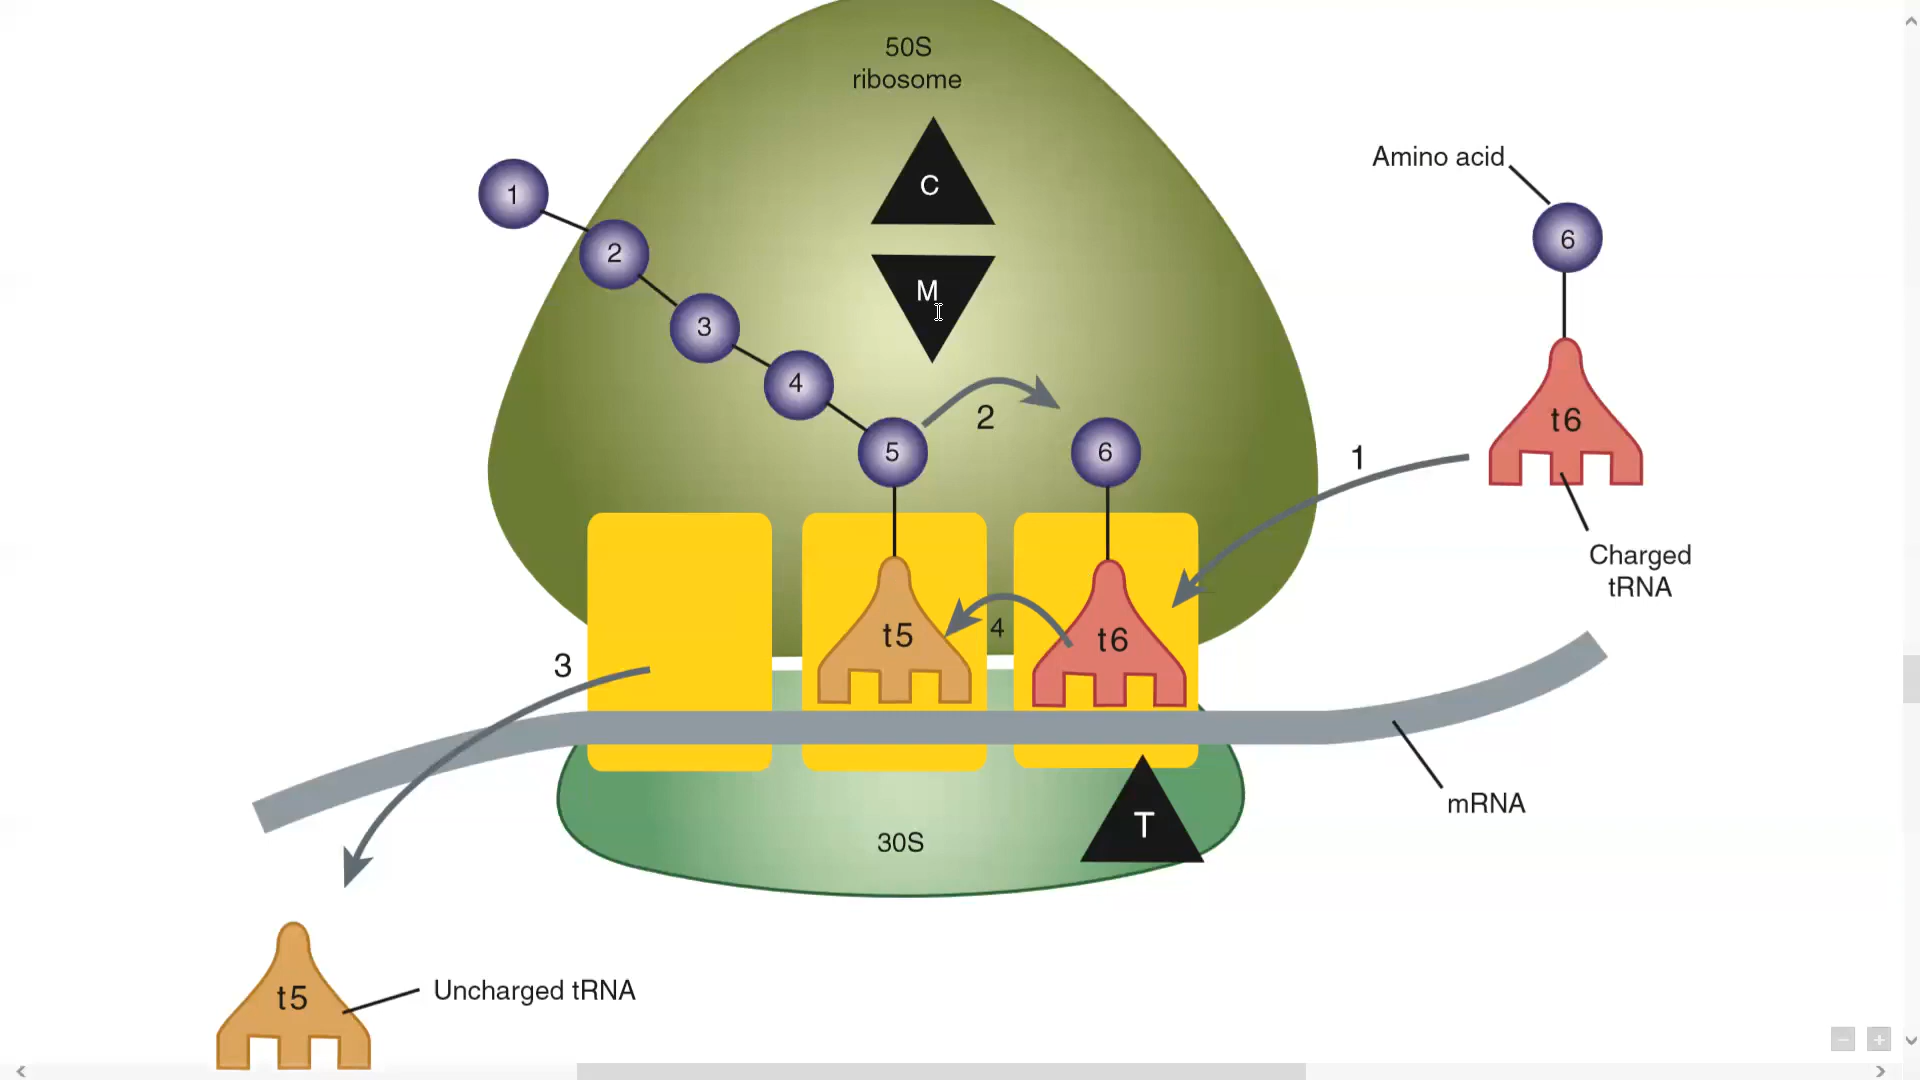 50S
ribosome
C
Amino acid
1
6
2
M
3
4
2
t6
5
6
1
Charged
tRNA
t5
4
t6
3
mRNA
T
30S
t5
Uncharged tRNA